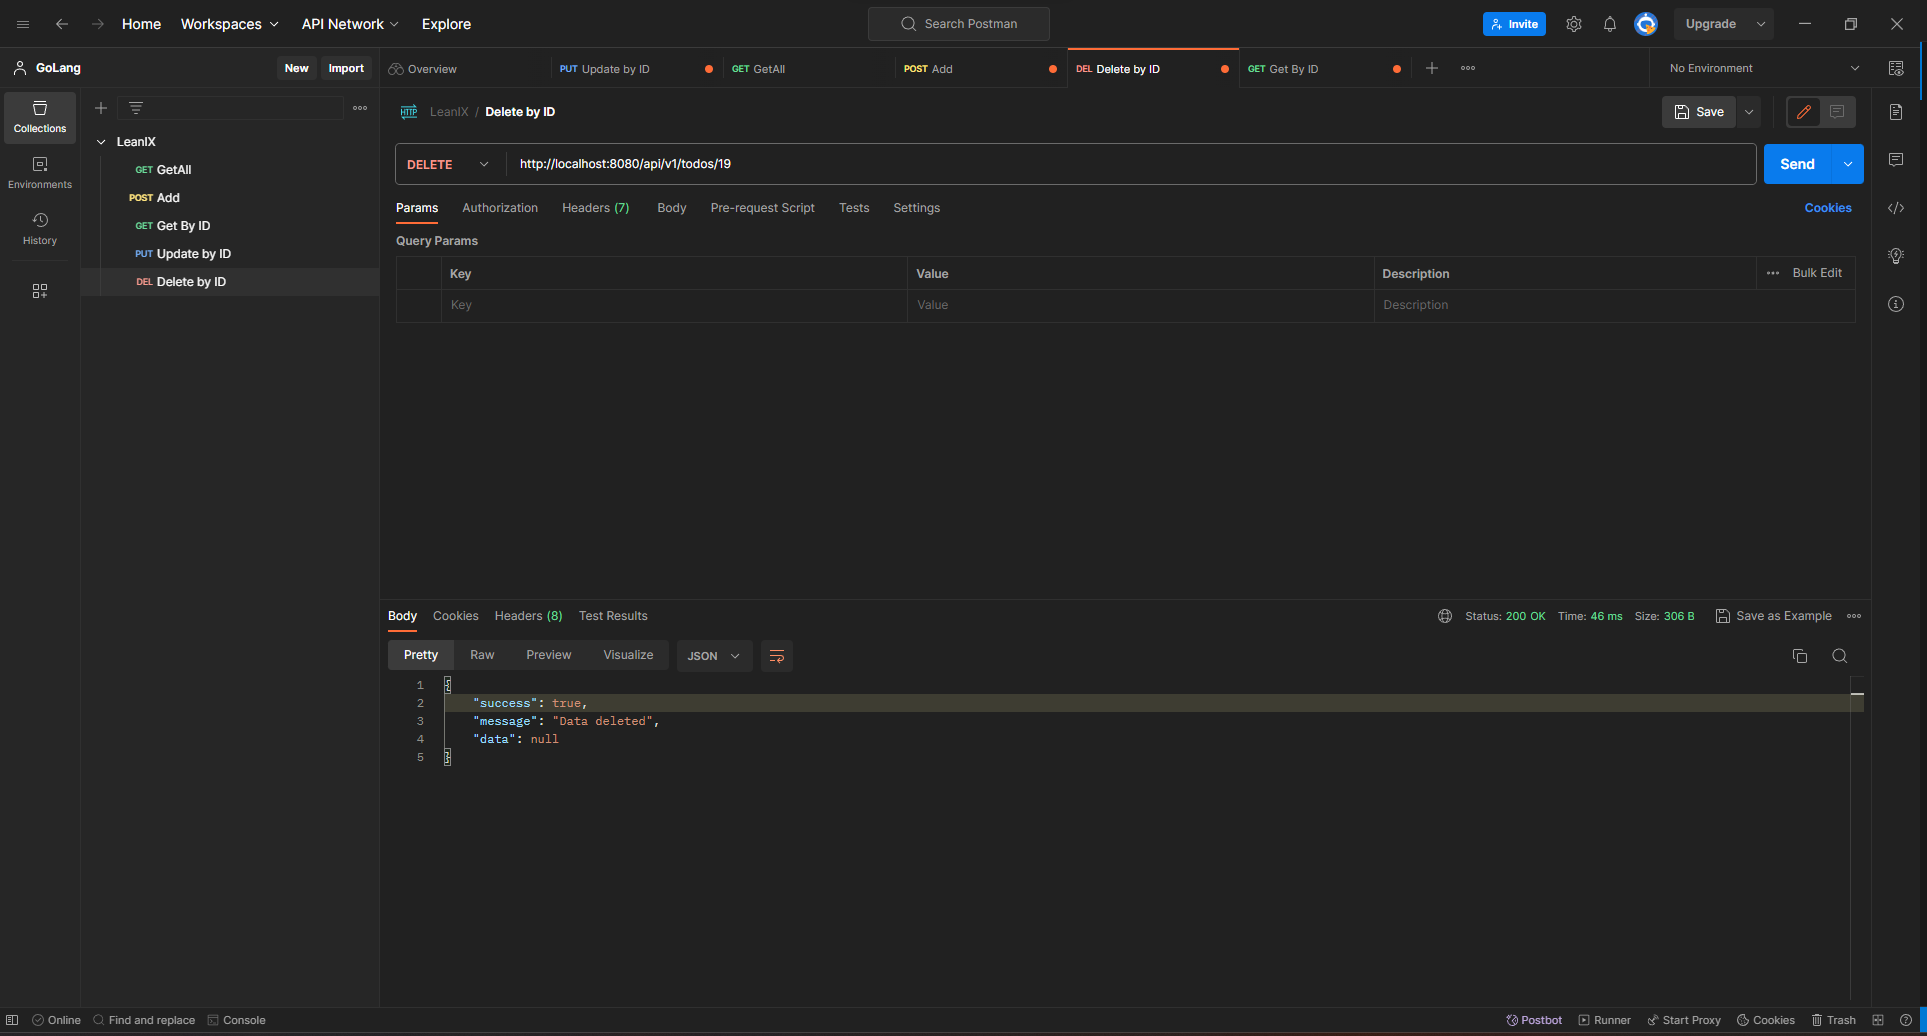 Home Workspaces API Network Explore Search Postman Invite Upgrade
GoLang New Import Overview PUT Update by ID GET GetAll POST Add DEL Delete by ID GET Get By ID No Environment
Collections
Environments
History
LeanIX
GET GetAll
POST Add
GET Get By ID
PUT Update by ID
DEL Delete by ID
HTTP LeanIX / Delete by ID Save
DELETE http://localhost:8080/api/v1/todos/19 Send
Params Authorization Headers (7) Body Pre-request Script Tests Settings Cookies
Query Params
Key Value Description Bulk Edit
Key Value Description
Body Cookies Headers (8) Test Results Status: 200 OK Time: 46 ms Size: 306 B Save as Example
Pretty Raw Preview Visualize JSON
1 {
2 "success": true,
3 "message": "Data deleted",
4 "data": null
5 }
Online Find and replace Console Postbot Runner Start Proxy Cookies Trash